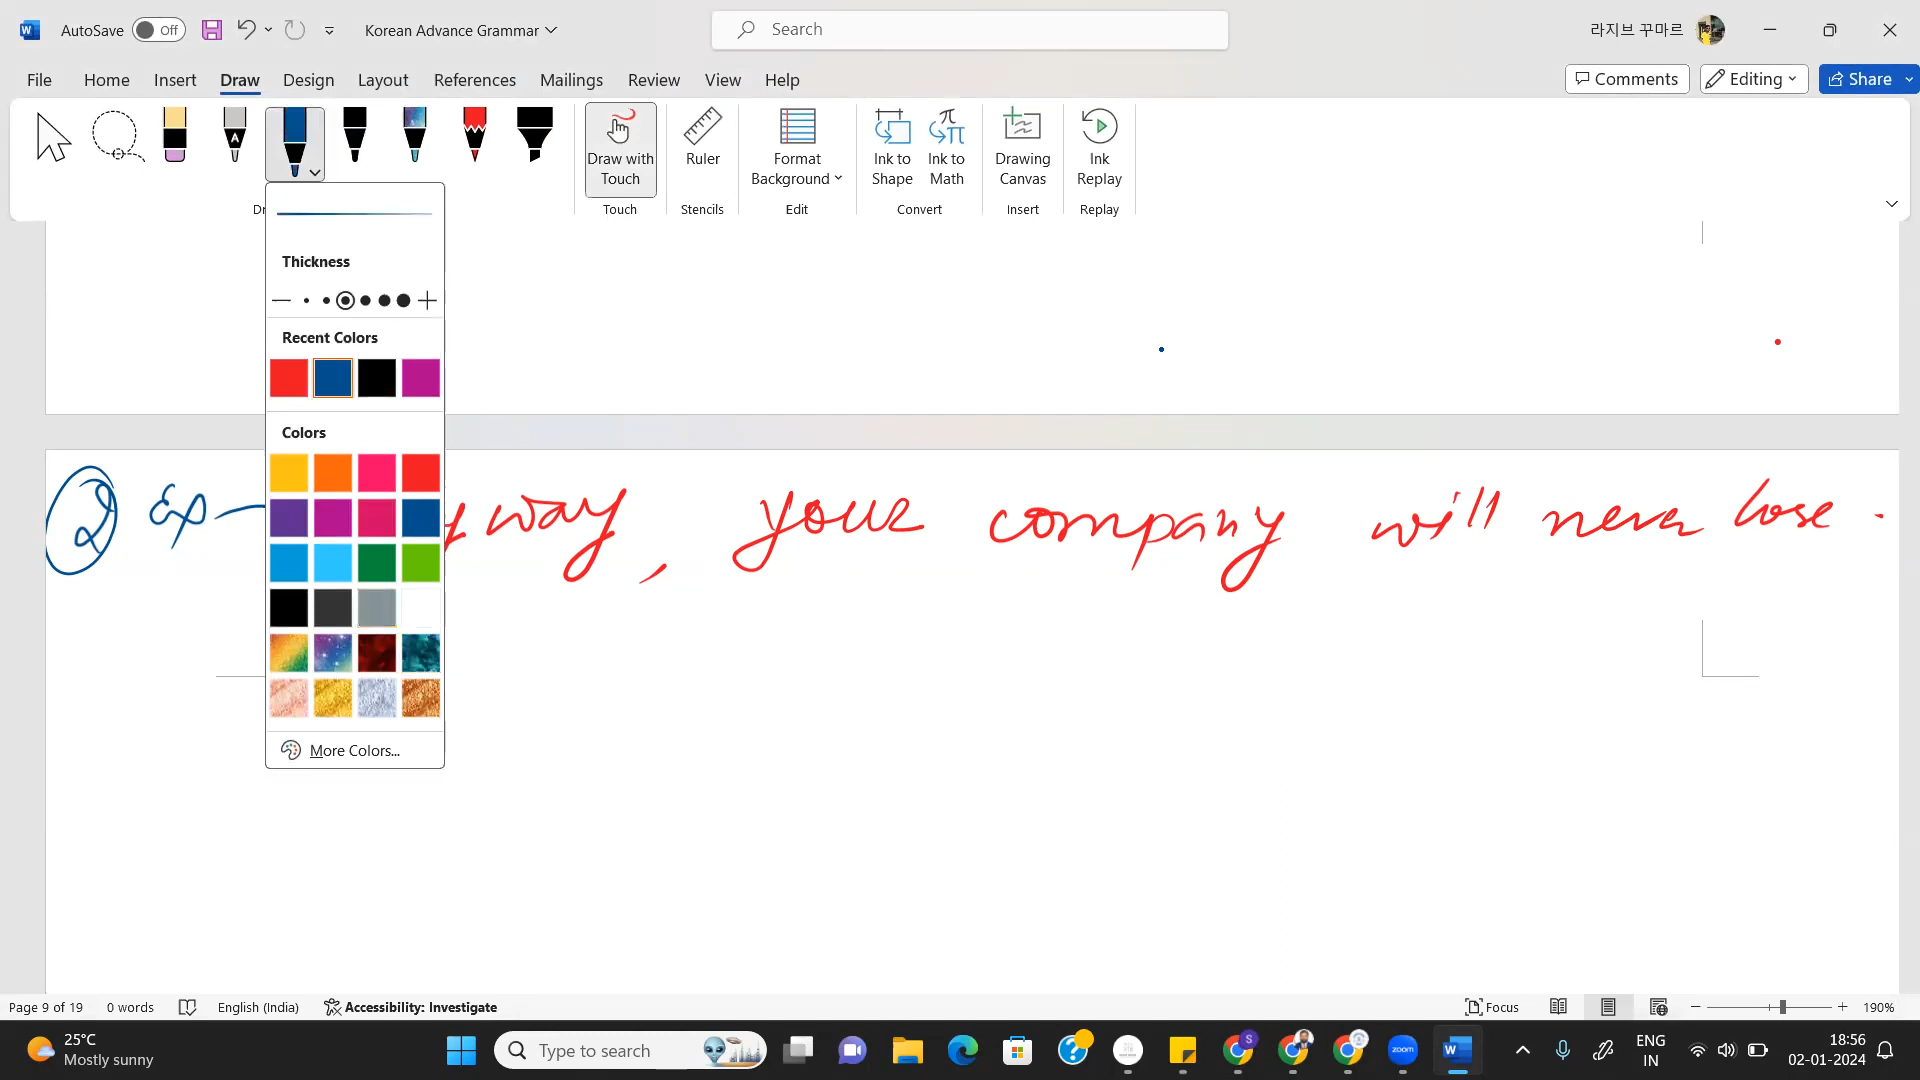 AutoSave Off Korean Advance Grammar Search 라지브 꾸마르
File Home Insert Draw Design Layout References Mailings Review View Help Comments Editing Share
Draw with Touch Ruler Format Background Ink to Shape Ink to Math Drawing Canvas Ink Replay
Touch Stencils Edit Convert Insert Replay
Thickness
Recent Colors
Colors
More Colors...
2 Exp- way, your company will never lose.
Page 9 of 19 0 words English (India) Accessibility: Investigate Focus 190%
25°C
Mostly sunny
Type to search
zoom
ENG
IN
18:56
02-01-2024